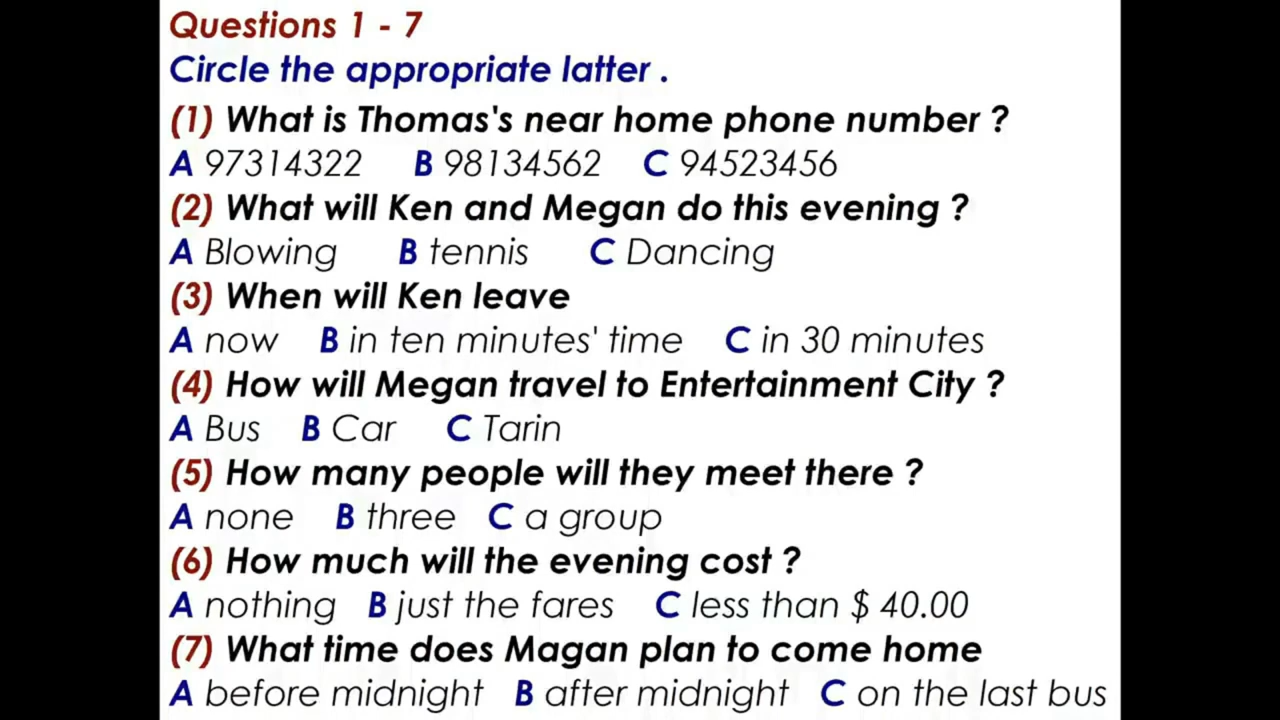 Questions 1 - 7
Circle the appropriate latter .
(1) What is Thomas's near home phone number ?
A 97314322 B 98134562 C 94523456
(2) What will Ken and Megan do this evening ?
A Blowing B tennis C Dancing
(3) When will Ken leave
A now B in ten minutes' time C in 30 minutes
(4) How will Megan travel to Entertainment City ?
A Bus B Car C Tarin
(5) How many people will they meet there ?
A none B three C a group
(6) How much will the evening cost ?
A nothing B just the fares C less than $ 40.00
(7) What time does Magan plan to come home
A before midnight B after midnight C on the last bus